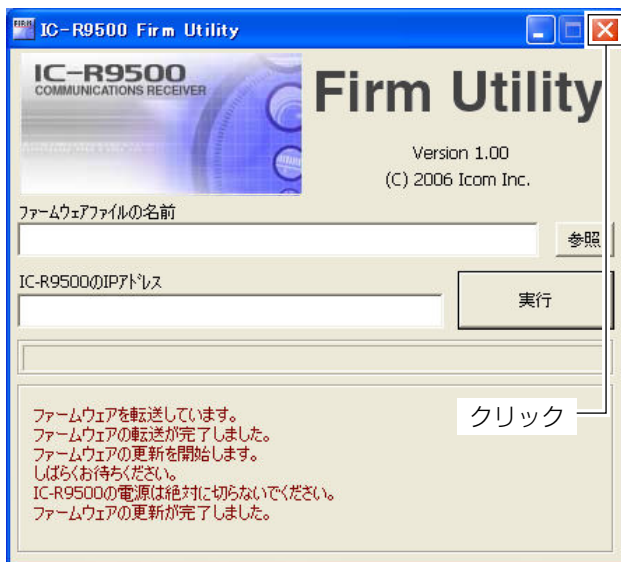 IC-R9500 Firm Utility
IC-R9500
COMMUNICATIONS RECEIVER
Firm Utility
Version 1.00
(C) 2006 Icom Inc.
ファームウェアファイルの名前
参照
IC-R9500のIPアドレス
実行
クリック
ファームウェアを転送しています。
ファームウェアの転送が完了しました。
ファームウェアの更新を開始します。
しばらくお待ちください。
IC-R9500の電源は絶対に切らないでください。
ファームウェアの更新が完了しました。